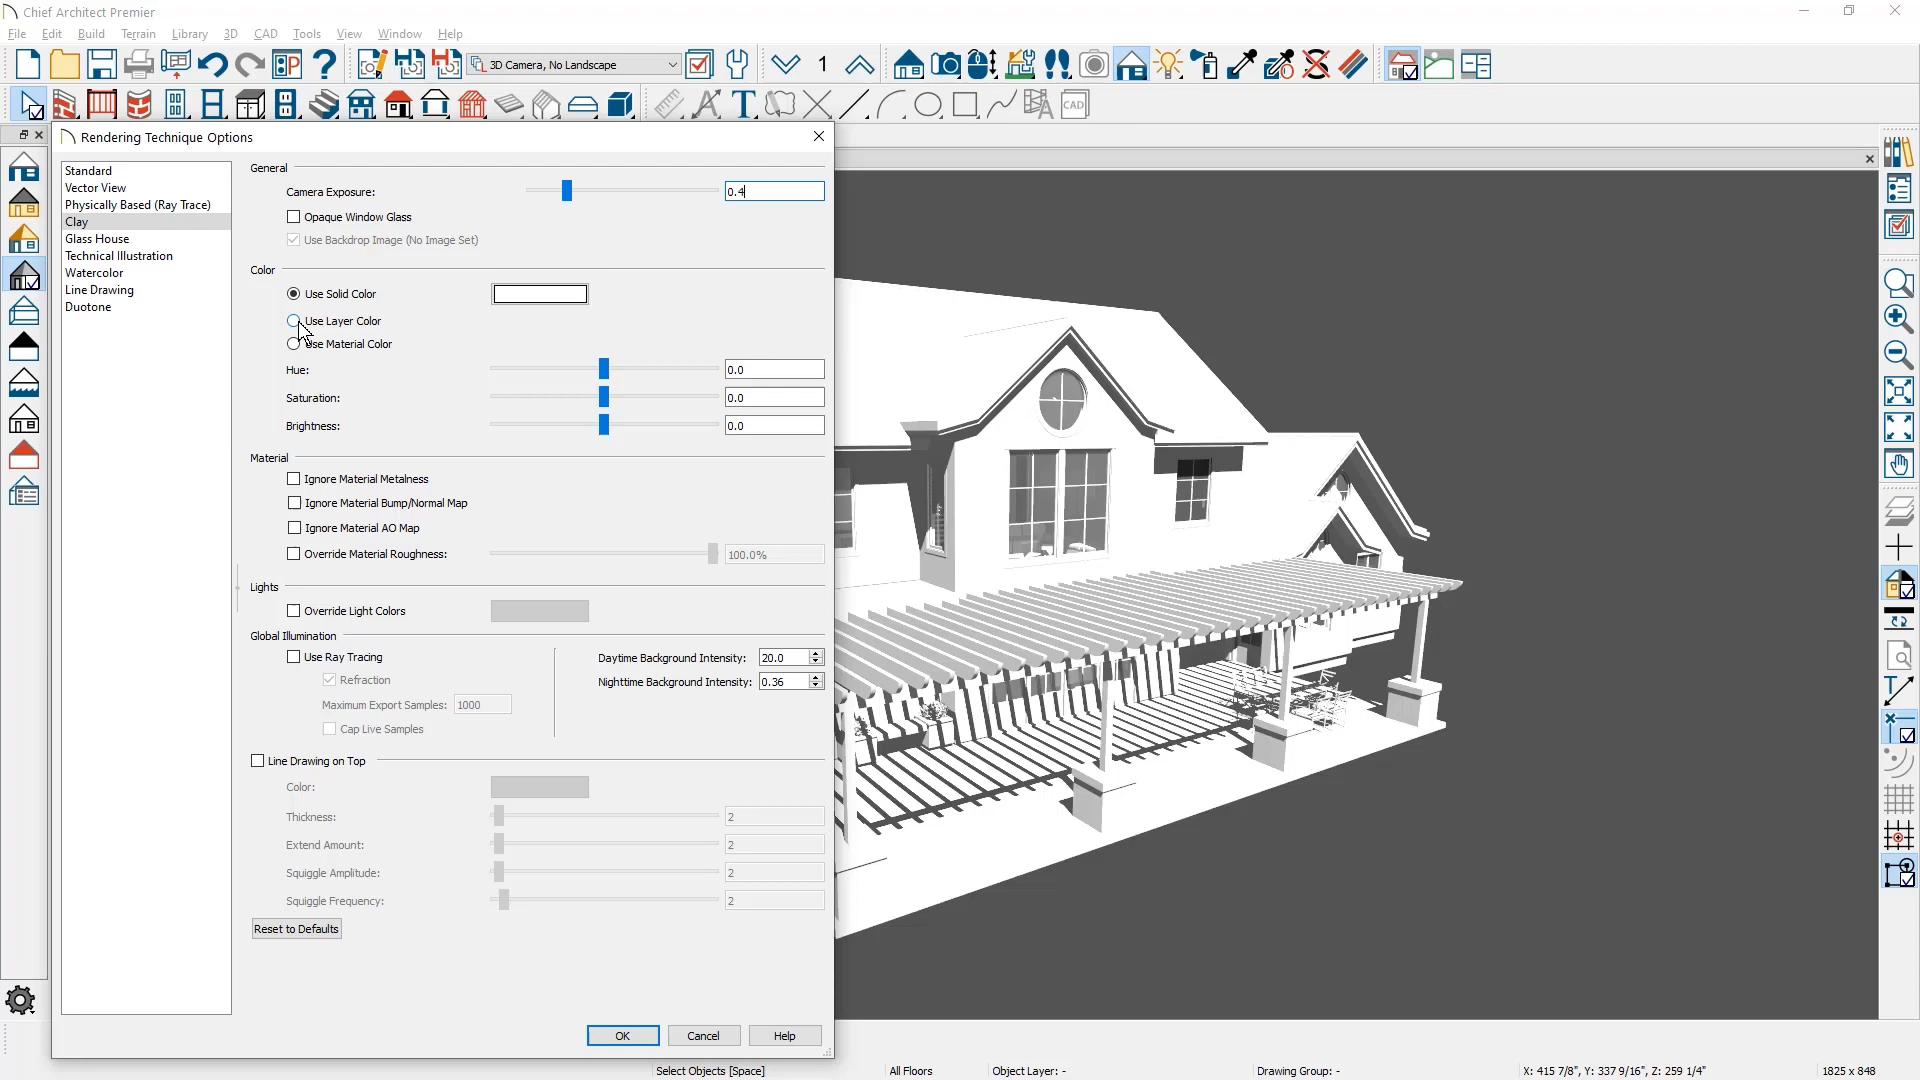 Chief Architect Premier
File Edit Build Terrain Library 3D CAD Tools View Window Help
3D Camera, No Landscape
1
CAD
Rendering Technique Options
Standard
Vector View
Physically Based (Ray Trace)
Clay
Glass House
Technical Illustration
Watercolor
Line Drawing
Duotone
General
Camera Exposure: 0.4
Opaque Window Glass
Use Backdrop Image (No Image Set)
Color
Use Solid Color
Use Layer Color
Use Material Color
Hue: 0.0
Saturation: 0.0
Brightness: 0.0
Material
Ignore Material Metalness
Ignore Material Bump/Normal Map
Ignore Material AO Map
Override Material Roughness: 100.0%
Lights
Override Light Colors
Global Illumination
Use Ray Tracing
Refraction
Maximum Export Samples: 1000
Cap Live Samples
Daytime Background Intensity: 20.0
Nighttime Background Intensity: 0.36
Line Drawing on Top
Color:
Thickness: 2
Extend Amount: 2
Squiggle Amplitude: 2
Squiggle Frequency: 2
Reset to Defaults
OK Cancel Help
Select Objects [Space] All Floors Object Layer: - Drawing Group: - X: 415 7/8", Y: 337 9/16", Z: 259 1/4" 1825 x 848